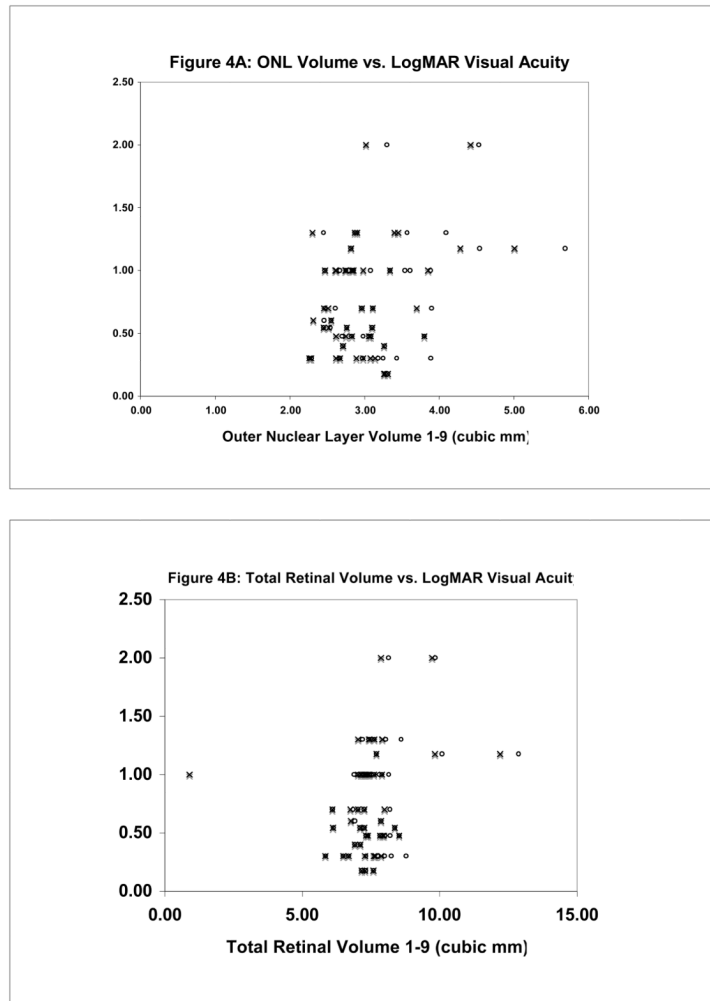 Figure 4A: ONL Volume vs. LogMAR Visual Acuity
2.50
2.00
1.50
1.00
0.50
0.00
0.00 1.00 2.00 3.00 4.00 5.00 6.00
Outer Nuclear Layer Volume 1-9 (cubic mm)
Figure 4B: Total Retinal Volume vs. LogMAR Visual Acuit
2.50
2.00
1.50
1.00
0.50
0.00
0.00 5.00 10.00 15.00
Total Retinal Volume 1-9 (cubic mm)